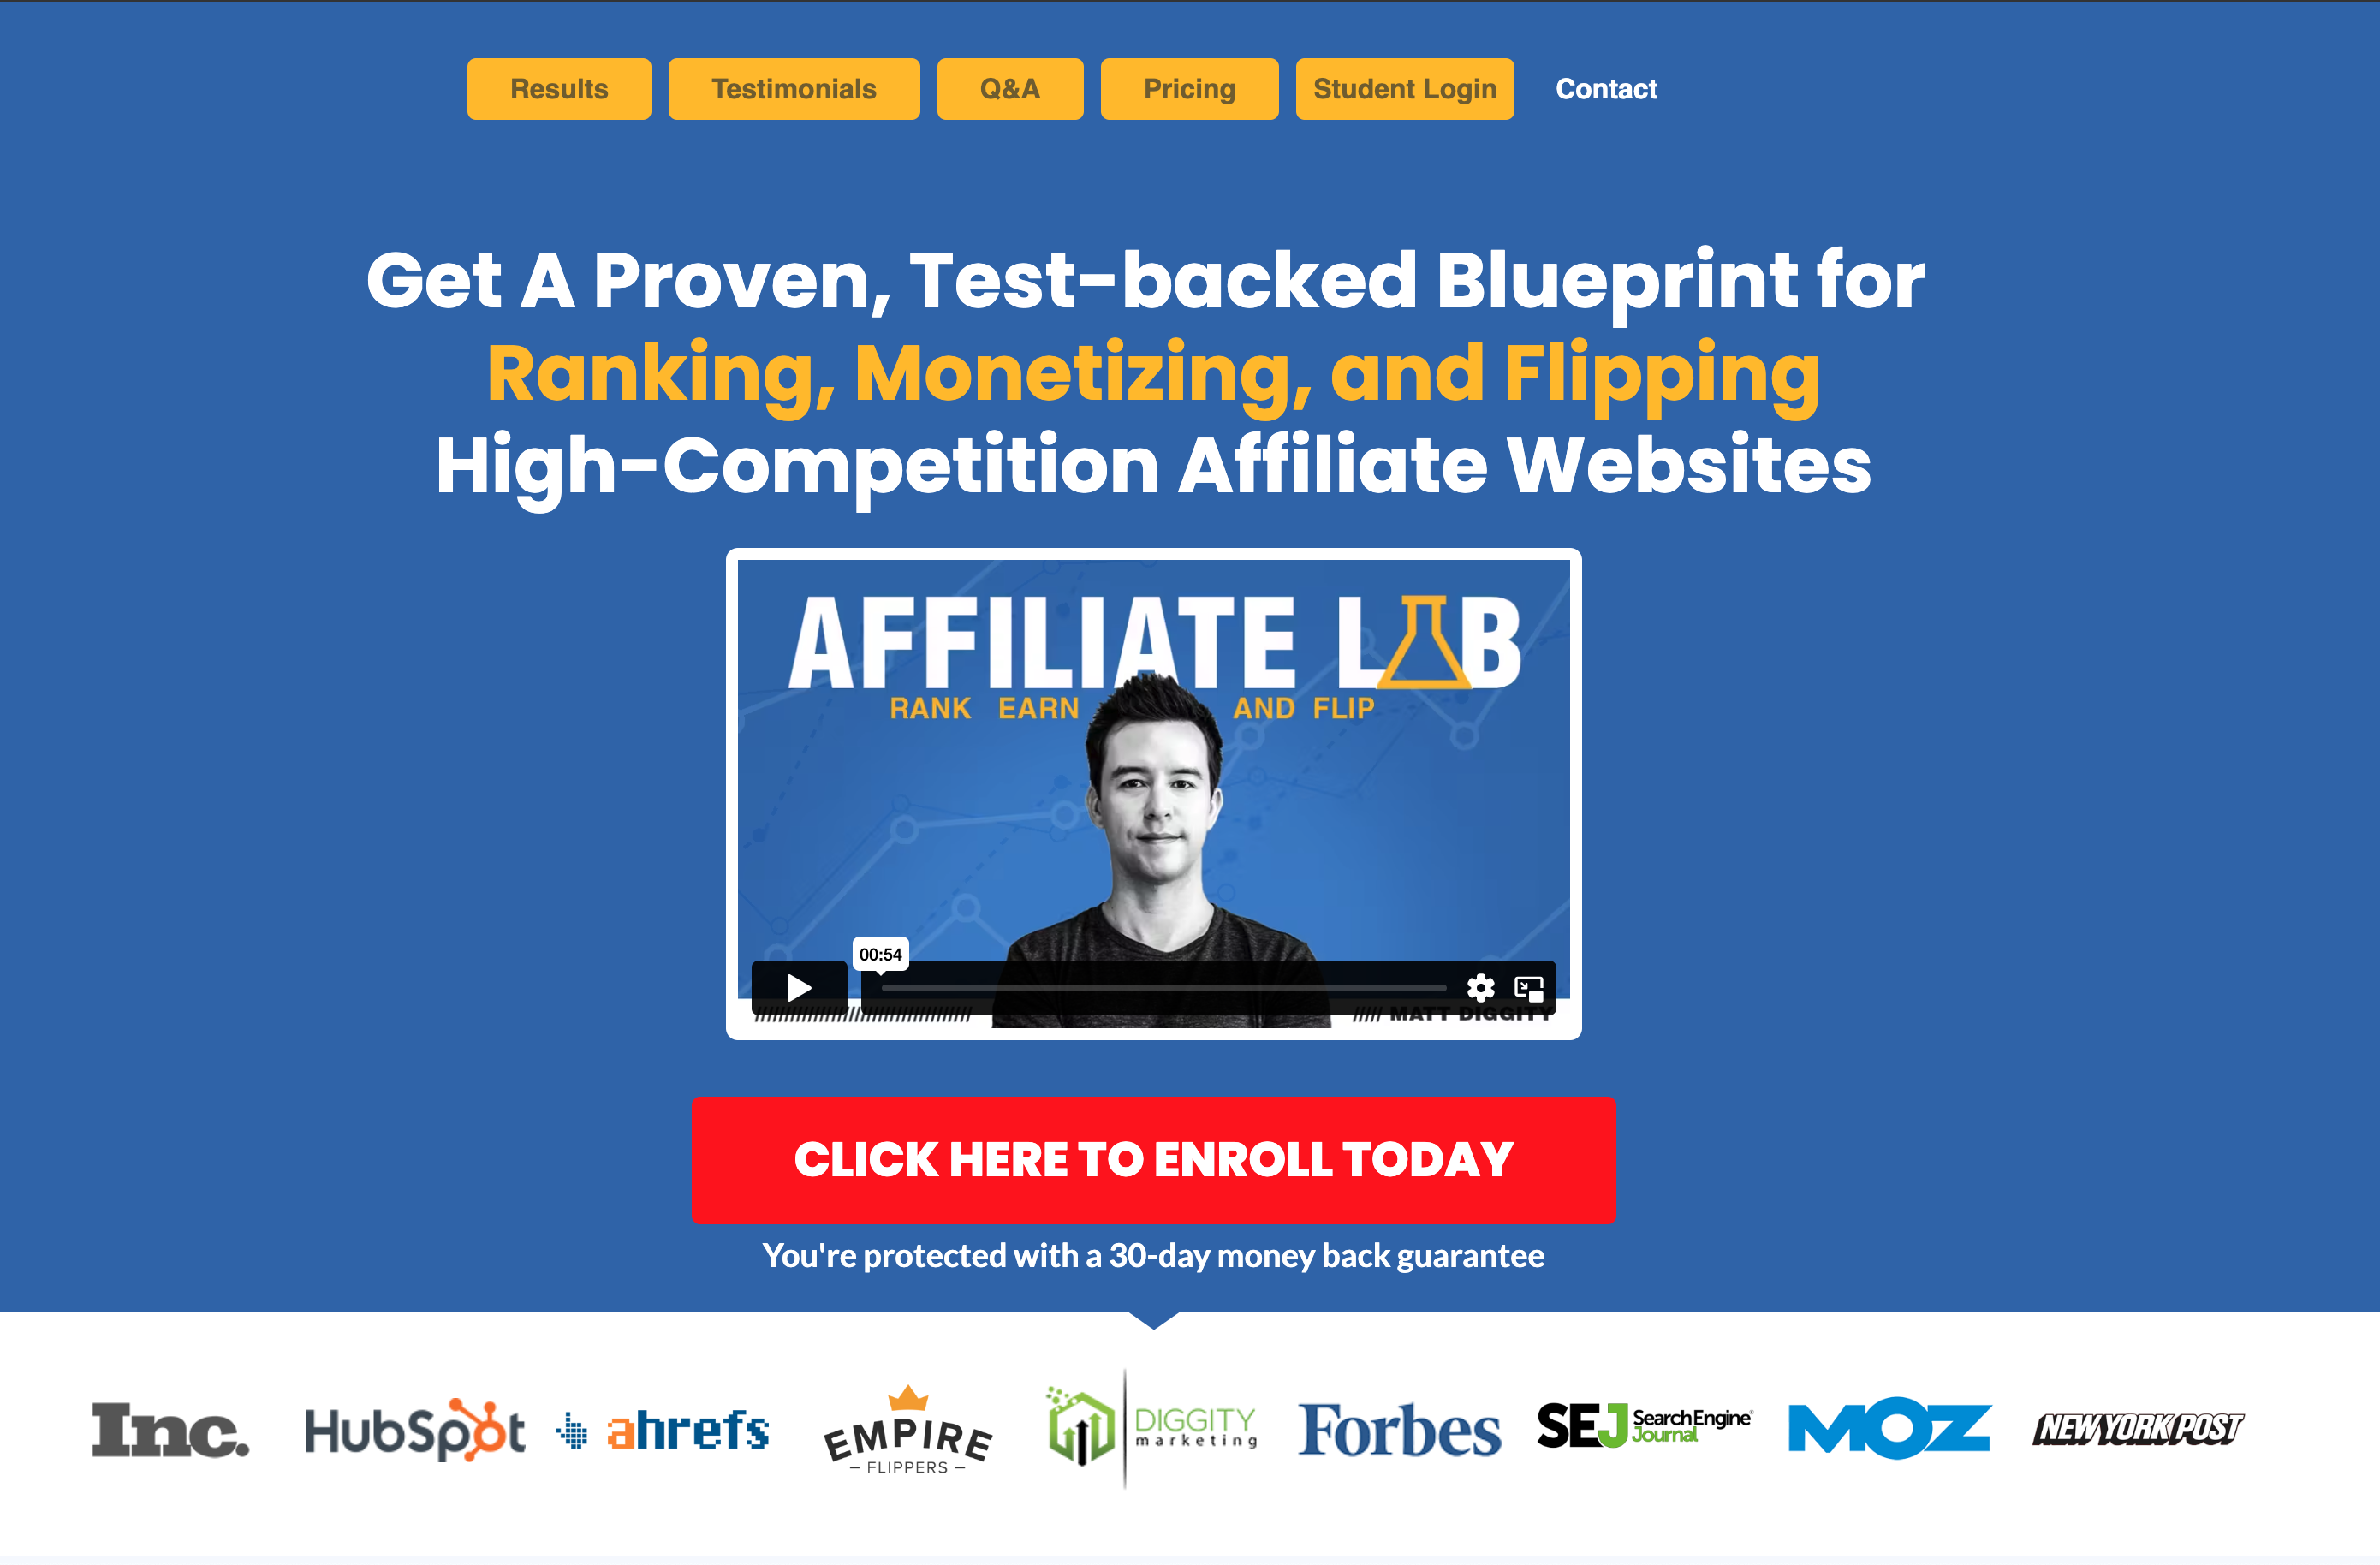 Results Testimonials Q&A Pricing Student Login Contact
Get A Proven, Test-backed Blueprint for
Ranking, Monetizing, and Flipping
High-Competition Affiliate Websites
AFFILIATE LAB
RANK EARN AND FLIP
00:54
///// MATT DIGGITY
CLICK HERE TO ENROLL TODAY
You're protected with a 30-day money back guarantee
Inc. HubSpot ahrefs EMPIRE
– FLIPPERS –
DIGGITY
marketing
Forbes
SEJ Search Engine
Journal
MOZ
NEW YORK POST